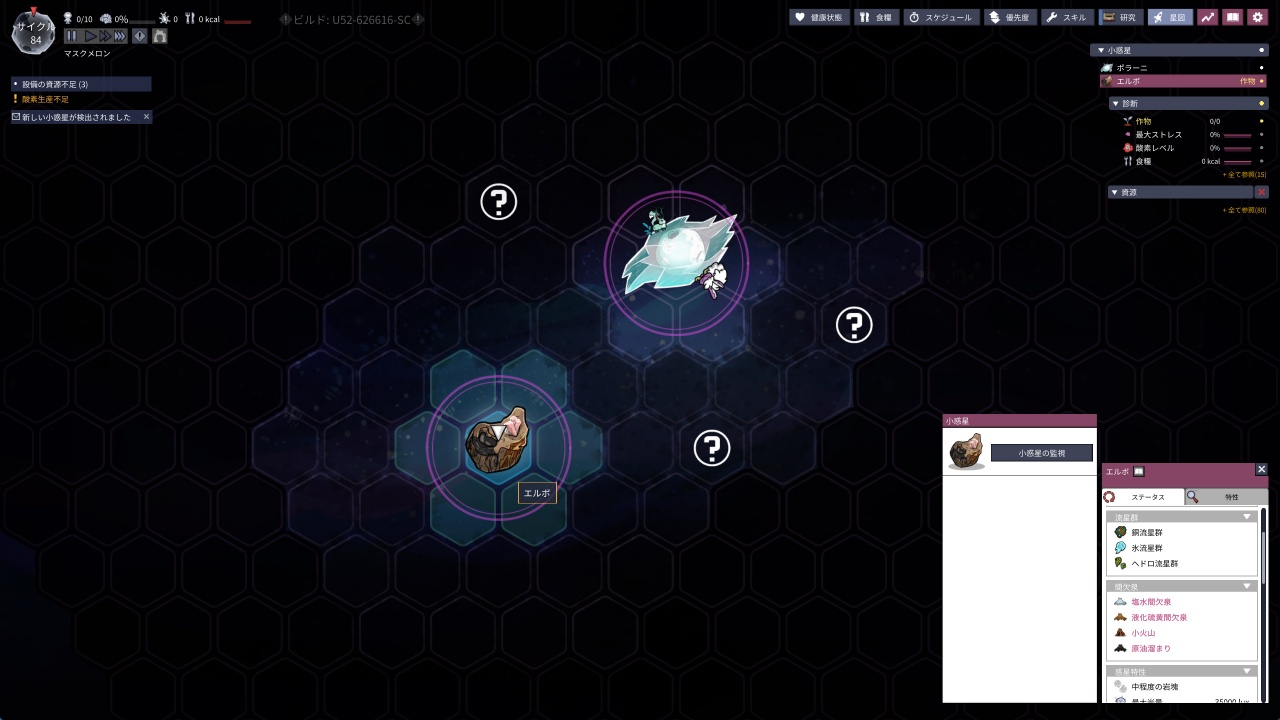 サイクル
84
0/10
0%
0
0 kcal
マスクメロン
ビルド: U52-626616-SC
健康状態
食糧
スケジュール
優先度
スキル
研究
星図
• 設備の資源不足 (3)
! 酸素生産不足
新しい小惑星が検出されました ×
▼ 小惑星
ポラーニ
エルボ 作物
▼ 診断
作物 0/0
最大ストレス 0%
酸素レベル 0%
食糧 0 kcal
+ 全て参照(15)
▼ 資源
+ 全て参照(80)
?
?
?
エルボ
小惑星
小惑星の監視
エルボ
ステータス
特性
流星群
銅流星群
氷流星群
ヘドロ流星群
間欠泉
塩水間欠泉
液化硫黄間欠泉
小火山
原油溜まり
惑星特性
中程度の岩塊
最大光量 35000 lux